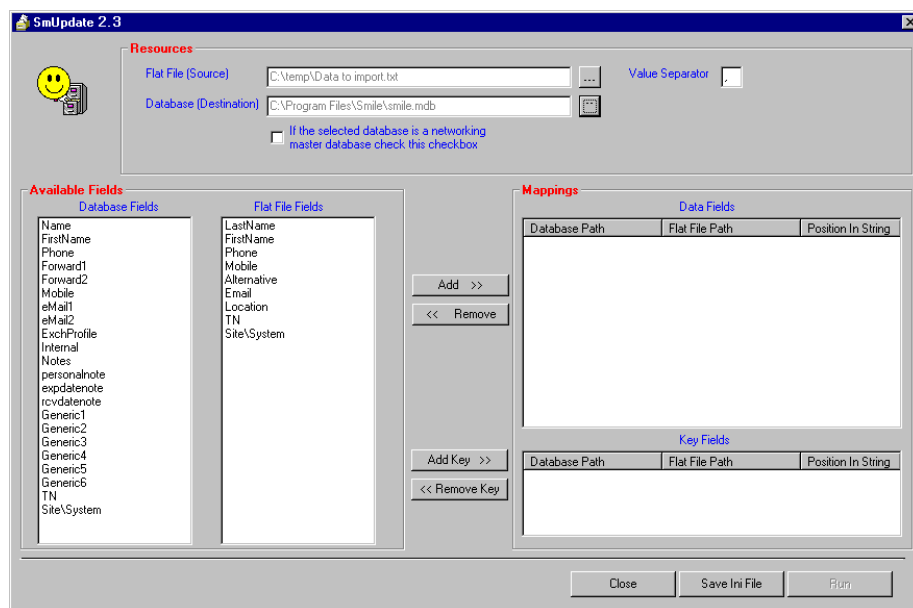 SmUpdate 2.3
Resources
Flat File (Source)
C:\temp\Data to import.txt
...
Value Separator
,
Database (Destination)
C:\Program Files\Smile\smile.mdb
...
If the selected database is a networking
master database check this checkbox
Available Fields
Database Fields
Name
FirstName
Phone
Forward1
Forward2
Mobile
eMail1
eMail2
ExchProfile
Internal
Notes
personalnote
expdatenote
rcvdatenote
Generic1
Generic2
Generic3
Generic4
Generic5
Generic6
TN
Site\System
Flat File Fields
LastName
FirstName
Phone
Mobile
Alternative
Email
Location
TN
Site\System
Add >>
<< Remove
Add Key >>
<< Remove Key
Mappings
Data Fields
Database Path Flat File Path Position In String
Key Fields
Database Path Flat File Path Position In String
Close Save Ini File Run